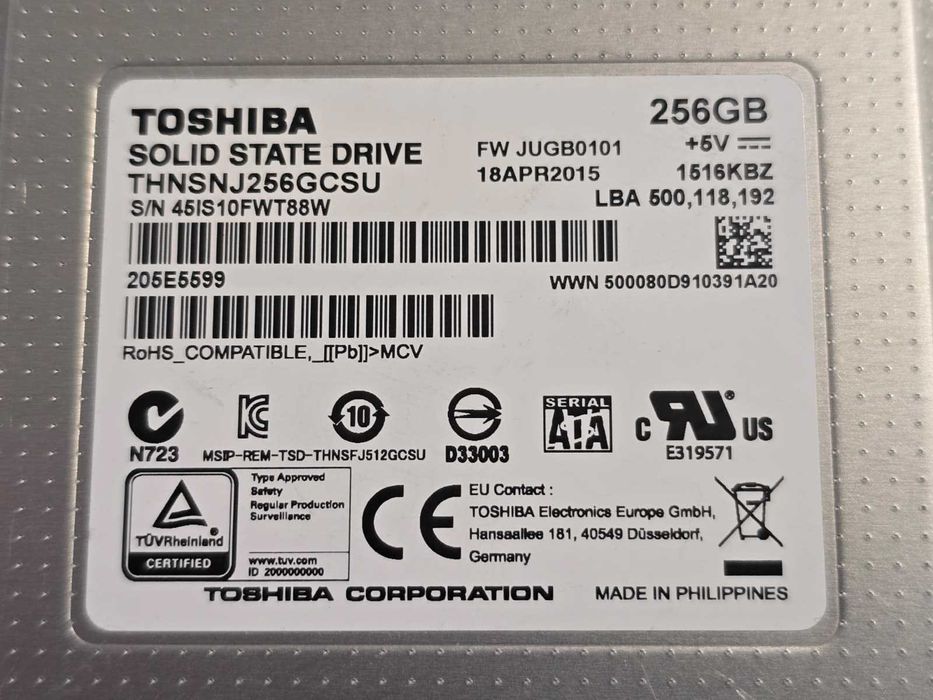 TOSHIBA
256GB
SOLID STATE DRIVE
FW JUGB0101
+5V
THNSNJ256GCSU
18APR2015
1516KBZ
S/N 45IS10FWT88W
LBA 500,118,192
205E5599
WWN 500080D910391A20
RoHS_COMPATIBLE,_[[Pb]]>MCV
N723
MSIP-REM-TSD-THNSFJ512GCSU
10
D33003
SERIAL
ATA
c RU® US
E319571
TÜVRheinland®
CERTIFIED
Type Approved
Safety
Regular Production
Surveillance
www.tuv.com
ID 2000000000
CE
EU Contact :
TOSHIBA Electronics Europe GmbH,
Hansaallee 181, 40549 Düsseldorf,
Germany
TOSHIBA CORPORATION
MADE IN PHILIPPINES